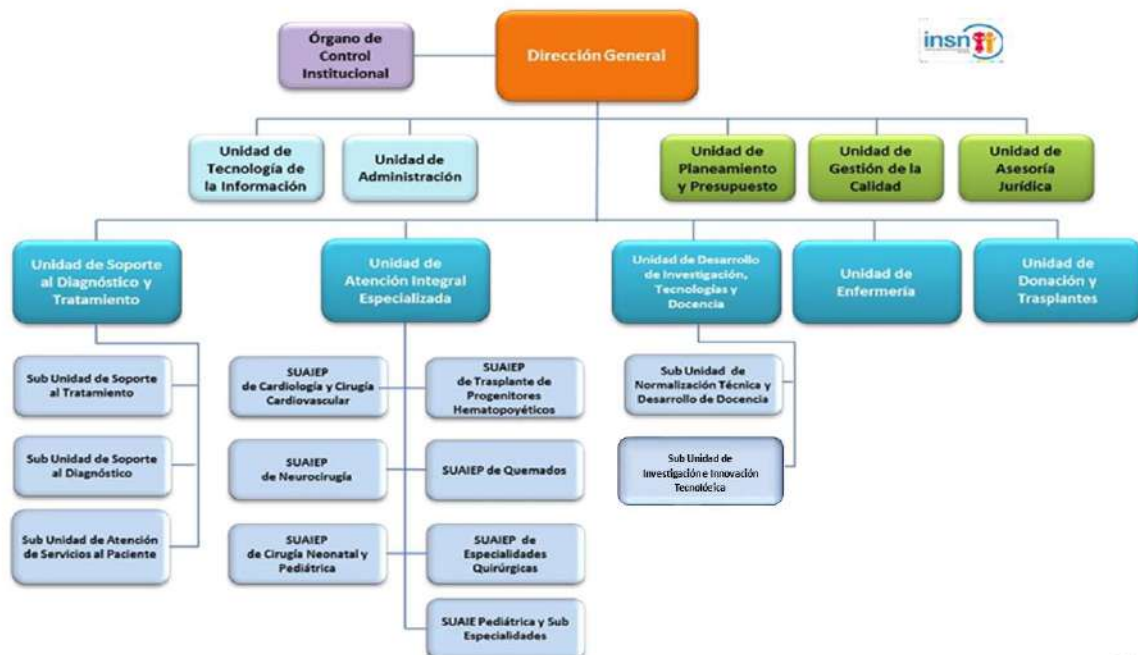 Órgano de
Control
Institucional
Dirección General
insn
Unidad de
Tecnología de
la Información
Unidad de
Administración
Unidad de
Planeamiento
y Presupuesto
Unidad de
Gestión de la
Calidad
Unidad de
Asesoría
Jurídica
Unidad de Soporte
al Diagnóstico y
Tratamiento
Unidad de
Atención Integral
Especializada
Unidad de Desarrollo
de Investigación,
Tecnologías y
Docencia
Unidad de
Enfermería
Unidad de
Donación y
Trasplantes
Sub Unidad de Soporte
al Tratamiento
Sub Unidad de Soporte
al Diagnóstico
Sub Unidad de Atención
de Servicios al Paciente
SUAIEP
de Cardiología y Cirugía
Cardiovascular
SUAIEP
de Neurocirugía
SUAIEP
de Cirugía Neonatal y
Pediátrica
SUAIEP
de Trasplante de
Progenitores
Hematopoyéticos
SUAIEP de Quemados
SUAIEP de
Especialidades
Quirúrgicas
SUAIE Pediátrica y Sub
Especialidades
Sub Unidad de
Normalización Técnica y
Desarrollo de Docencia
Sub Unidad de
Investigación e Innovación
Tecnológica